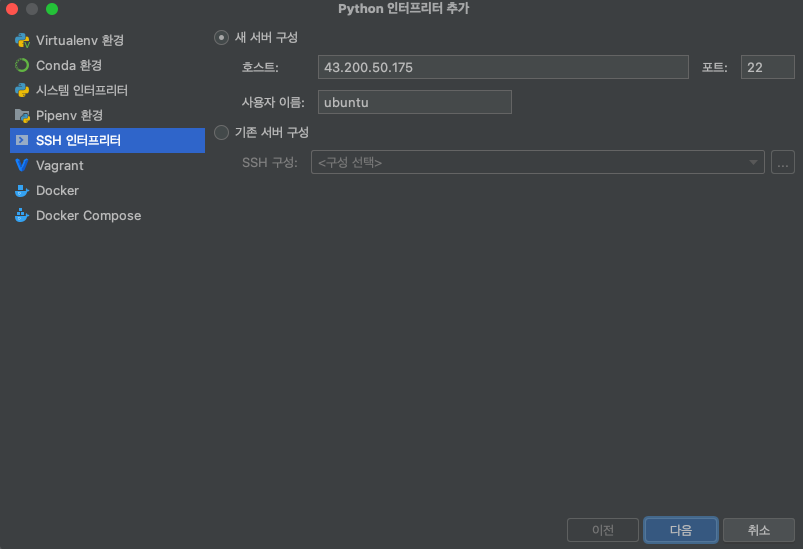 Python 인터프리터 추가
Virtualenv 환경
Conda 환경
시스템 인터프리터
Pipenv 환경
SSH 인터프리터
Vagrant
Docker
Docker Compose
새 서버 구성
호스트: 43.200.50.175 포트: 22
사용자 이름: ubuntu
기존 서버 구성
SSH 구성: <구성 선택> ...
이전 다음 취소